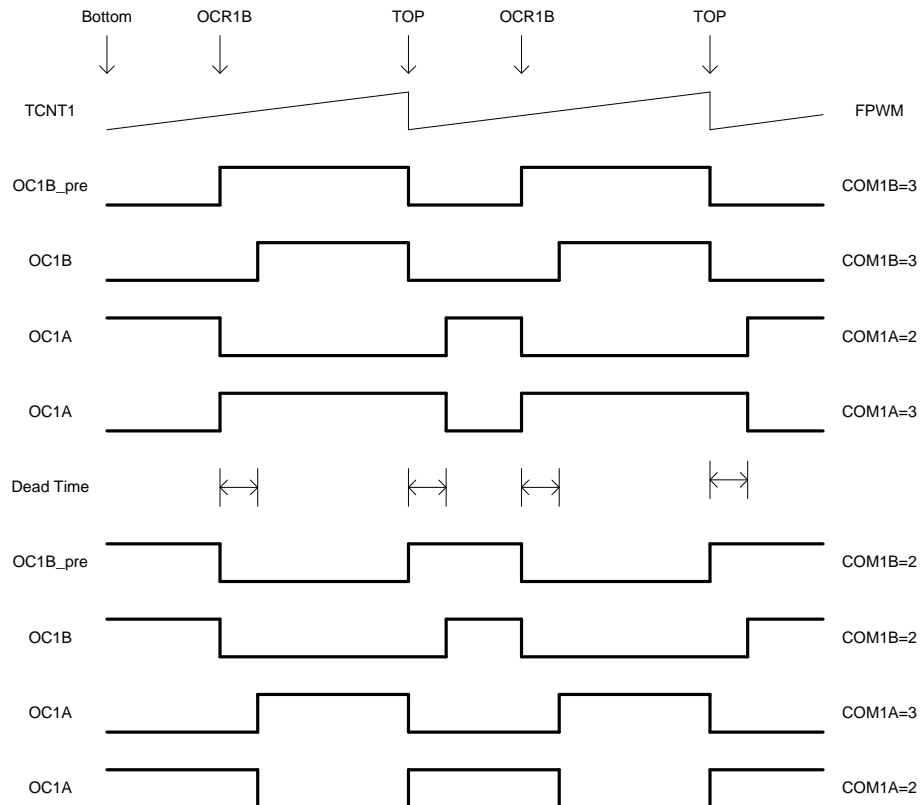 Bottom OCR1B TOP OCR1B TOP
TCNT1 FPWM
OC1B_pre COM1B=3
OC1B COM1B=3
OC1A COM1A=2
OC1A COM1A=3
Dead Time
OC1B_pre COM1B=2
OC1B COM1B=2
OC1A COM1A=3
OC1A COM1A=2